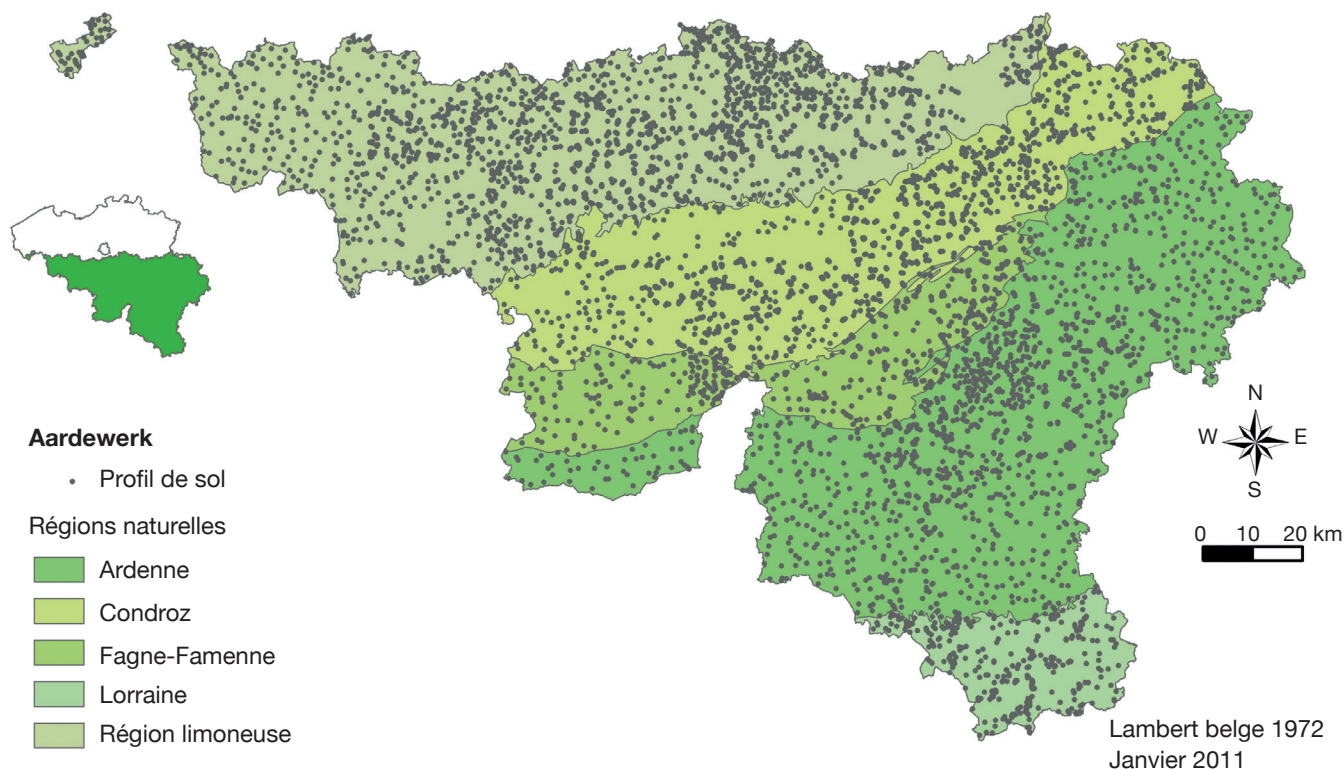 Aardewerk
Profil de sol
Régions naturelles
Ardenne
Condroz
Fagne-Famenne
Lorraine
Région limoneuse
N
W E
S
0 10 20 km
Lambert belge 1972
Janvier 2011